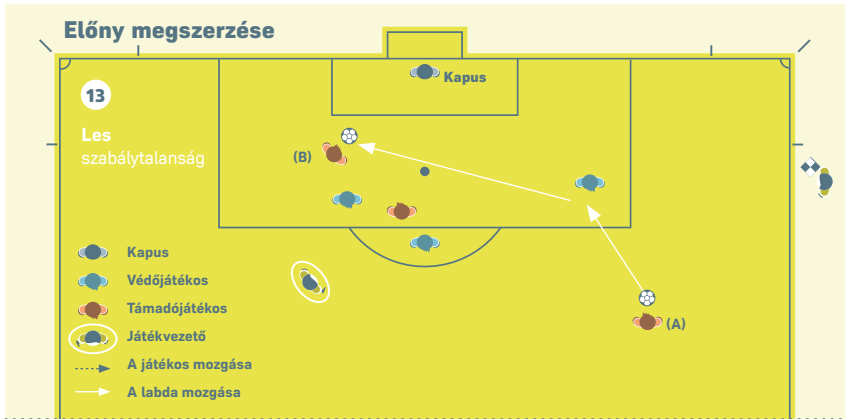 Előny megszerzése
Kapus
13
Les
szabálytalanság
(B)
Kapus
Védőjátékos
Támadójátékos
Játékvezető
(A)
A játékos mozgása
A labda mozgása